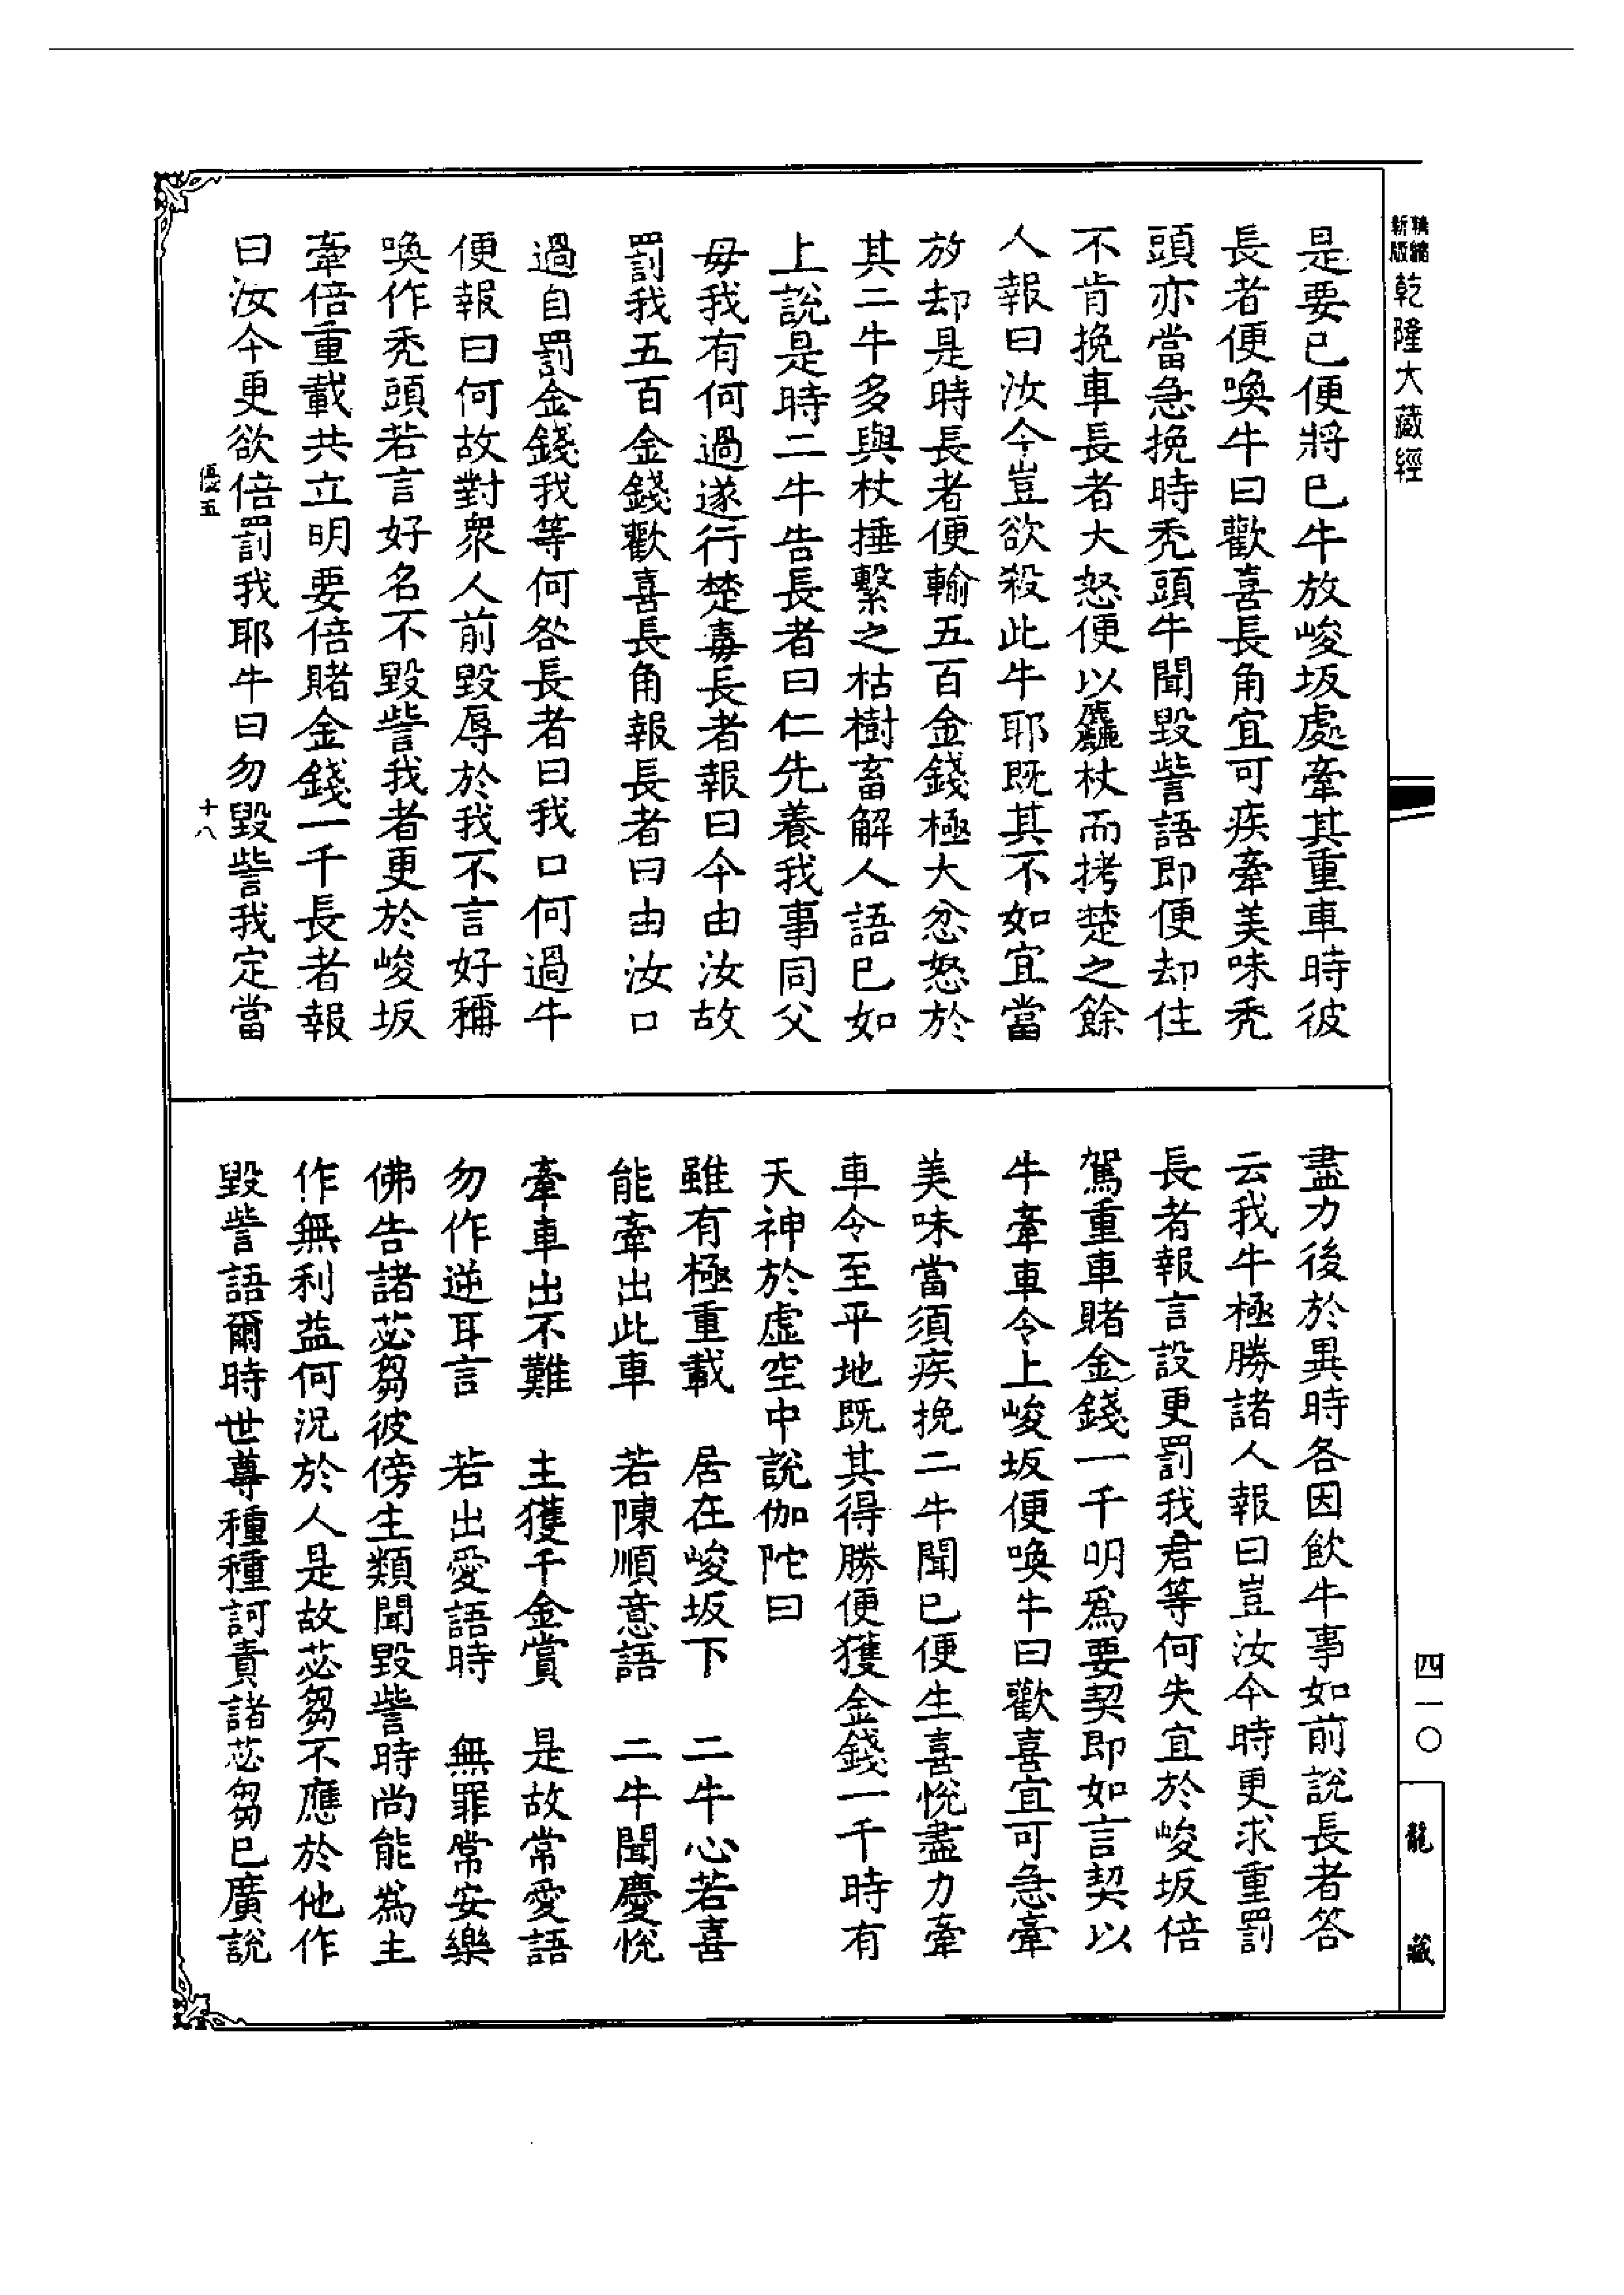 精縮新版 乾隆大藏經
是要已便將已牛放峻坂處牽其重車時彼
長者便喚牛曰歡喜長角宜可疾牽美味禿
頭亦當急挽時禿頭牛聞毀訾語即便却住
不肯挽車長者大怒便以麤杖而拷楚之餘
人報曰汝今豈欲殺此牛耶既其不如宜當
放却是時長者便輸五百金錢極大忿怒於
其二牛多與杖捶繫之枯樹畜解人語已如
上說是時二牛告長者曰仁先養我事同父
母我有何過遂行楚毒長者報曰今由汝故
罰我五百金錢歡喜長角報長者曰由汝口
過自罰金錢我等何咎長者曰我口何過牛
便報曰何故對衆人前毀辱於我不言好稱
喚作禿頭若言好名不毀訾我者更於峻坂
牽倍重載共立明要倍賭金錢一千長者報
曰汝今更欲倍罰我耶牛曰勿毀訾我定當
優五 十八
盡力後於異時各因飲牛事如前說長者答
云我牛極勝諸人報曰豈汝今時更求重罰
長者報言設更罰我君等何失宜於峻坂倍
駕重車賭金錢一千明為要契即如言契以
牛牽車令上峻坂便喚牛曰歡喜宜可急牽
美味當須疾挽二牛聞已便生喜悅盡力牽
車令至平地既其得勝便獲金錢一千時有
天神於虛空中說伽陀曰
雖有極重載 居在峻坂下 二牛心若喜
能牽出此車 若陳順意語 二牛聞慶悅
牽車出不難 主獲千金賞 是故常愛語
勿作逆耳言 若出愛語時 無罪常安樂
佛告諸苾芻彼傍生類聞毀訾時尚能為主
作無利益何況於人是故苾芻不應於他作
毀訾語爾時世尊種種訶責諸苾芻已廣說
四一〇
龍藏